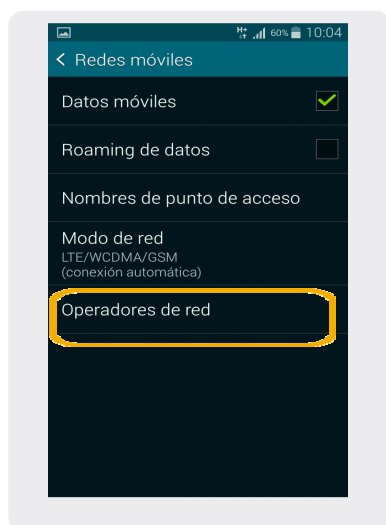 H+ 60% 10:04
< Redes móviles
Datos móviles
Roaming de datos
Nombres de punto de acceso
Modo de red
LTE/WCDMA/GSM
(conexión automática)
Operadores de red